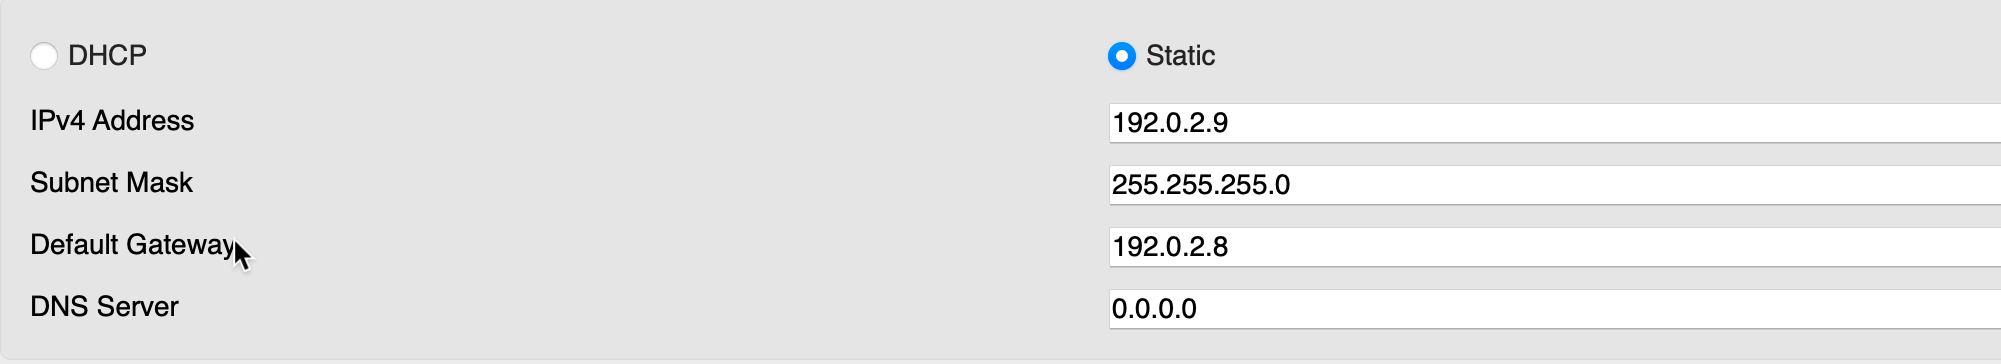 DHCP Static
IPv4 Address 192.0.2.9
Subnet Mask 255.255.255.0
Default Gateway 192.0.2.8
DNS Server 0.0.0.0